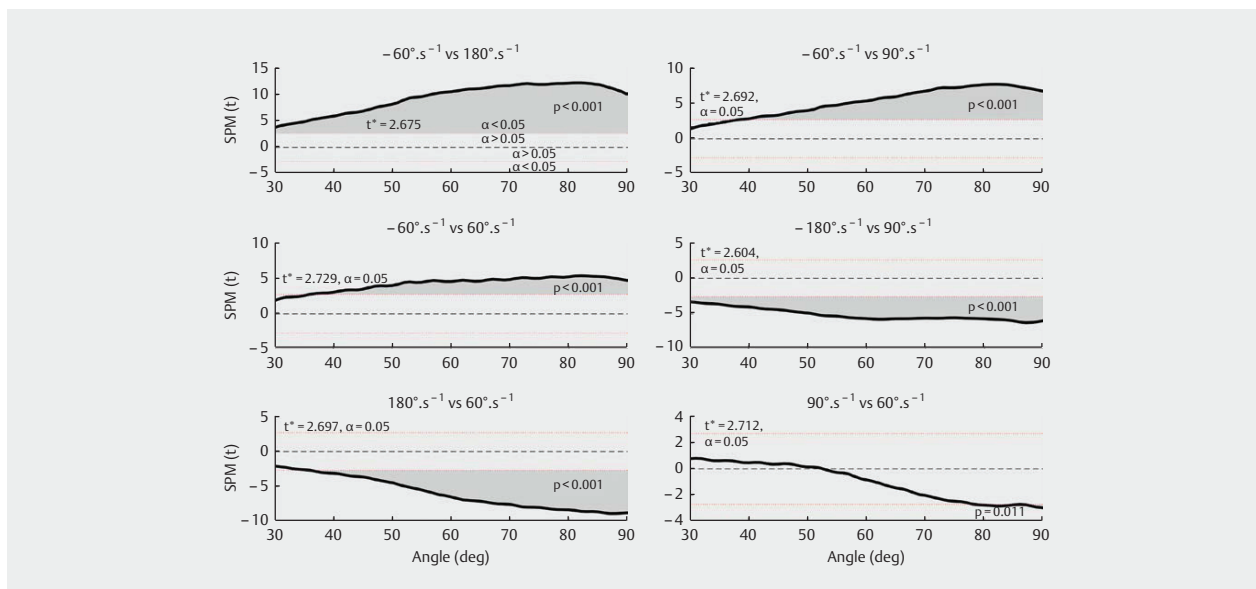 −60°.s⁻¹ vs 180°.s⁻¹
15
10
5
0
−5
SPM (t)
t* = 2.675
α < 0.05
α > 0.05
α > 0.05
α < 0.05
p < 0.001
30 40 50 60 70 80 90
−60°.s⁻¹ vs 90°.s⁻¹
10
5
0
−5
t* = 2.692,
α = 0.05
p < 0.001
30 40 50 60 70 80 90
−60°.s⁻¹ vs 60°.s⁻¹
10
5
0
−5
SPM (t)
t* = 2.729, α = 0.05
p < 0.001
30 40 50 60 70 80 90
−180°.s⁻¹ vs 90°.s⁻¹
5
0
−5
−10
t* = 2.604,
α = 0.05
p < 0.001
30 40 50 60 70 80 90
180°.s⁻¹ vs 60°.s⁻¹
5
0
−5
−10
SPM (t)
t* = 2.697, α = 0.05
p < 0.001
30 40 50 60 70 80 90
Angle (deg)
90°.s⁻¹ vs 60°.s⁻¹
4
2
0
−2
−4
t* = 2.712,
α = 0.05
p = 0.011
30 40 50 60 70 80 90
Angle (deg)